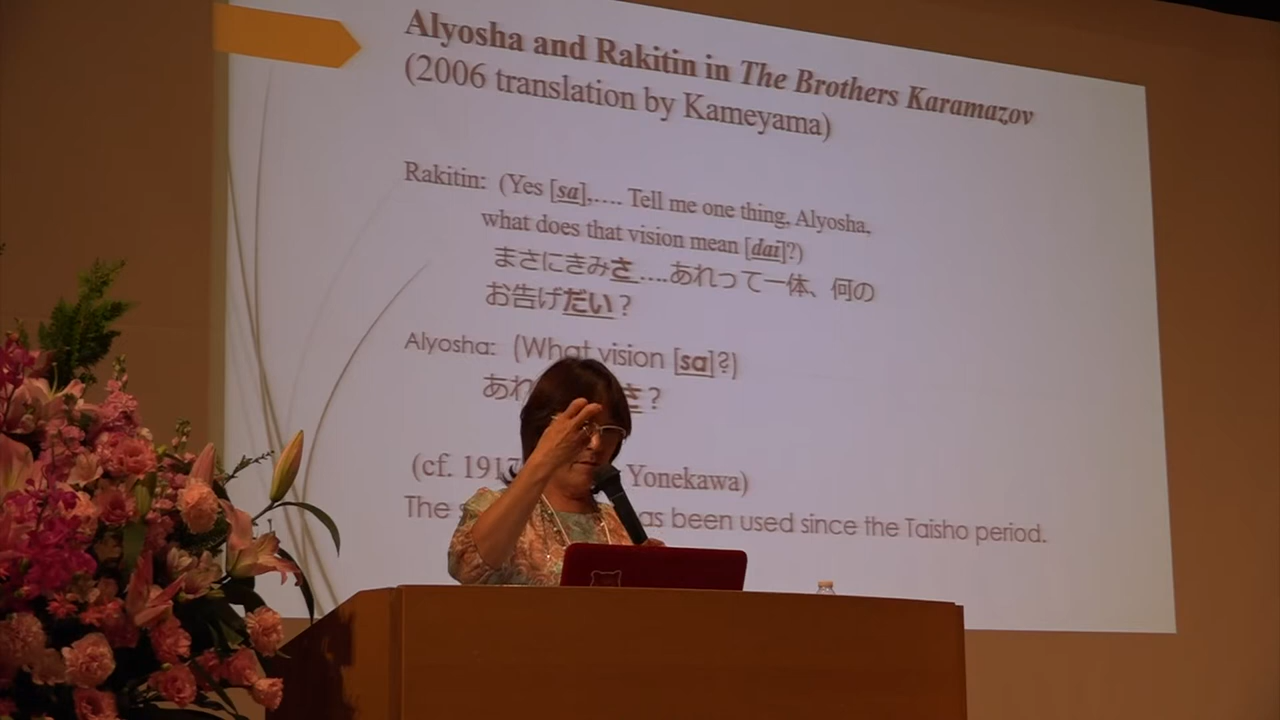 Alyosha and Rakitin in The Brothers Karamazov
(2006 translation by Kameyama)
Rakitin: (Yes [sa],.... Tell me one thing, Alyosha,
what does that vision mean [dai]?)
まさにきみさ....あれって一体、何の
お告げだい？
Alyosha: (What vision [sa]?)
あれ さ？
(cf. 1917 Yonekawa)
The as been used since the Taisho period.